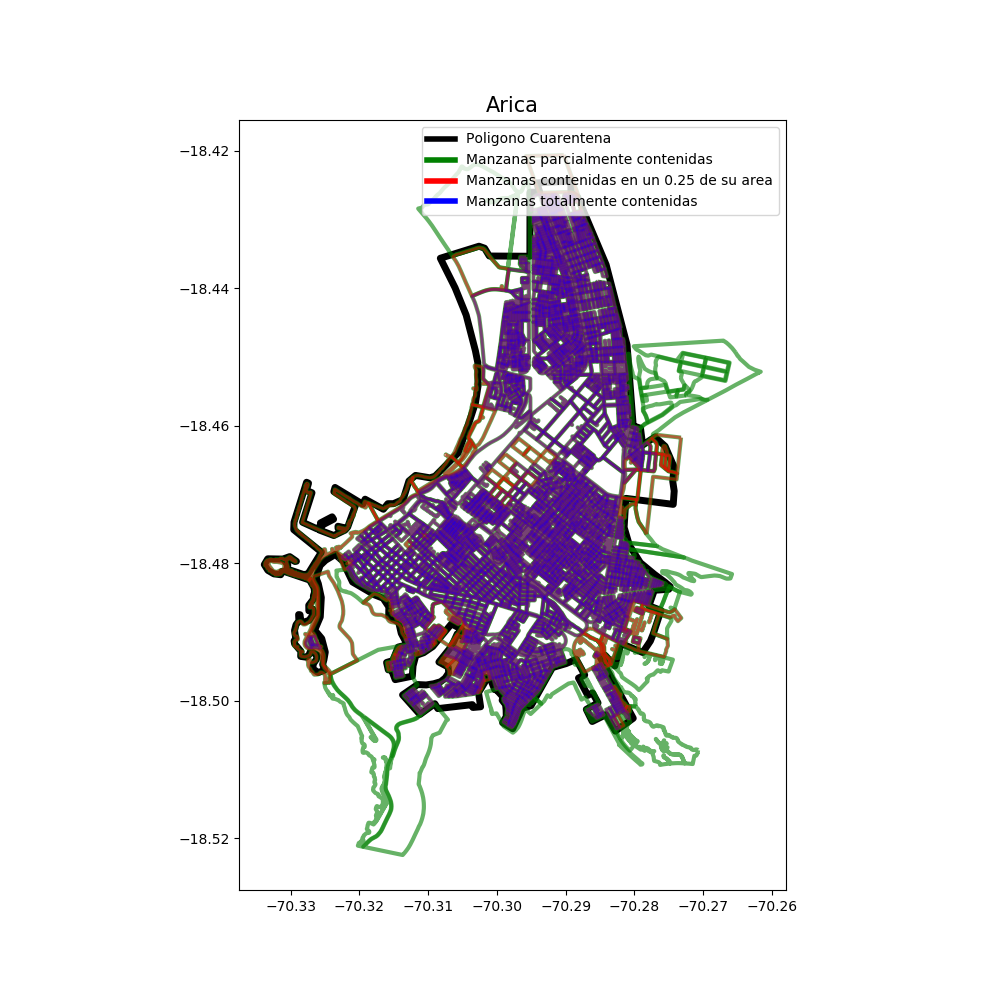 Arica
Poligono Cuarentena
Manzanas parcialmente contenidas
Manzanas contenidas en un 0.25 de su area
Manzanas totalmente contenidas
−18.42
−18.44
−18.46
−18.48
−18.50
−18.52
−70.33 −70.32 −70.31 −70.30 −70.29 −70.28 −70.27 −70.26